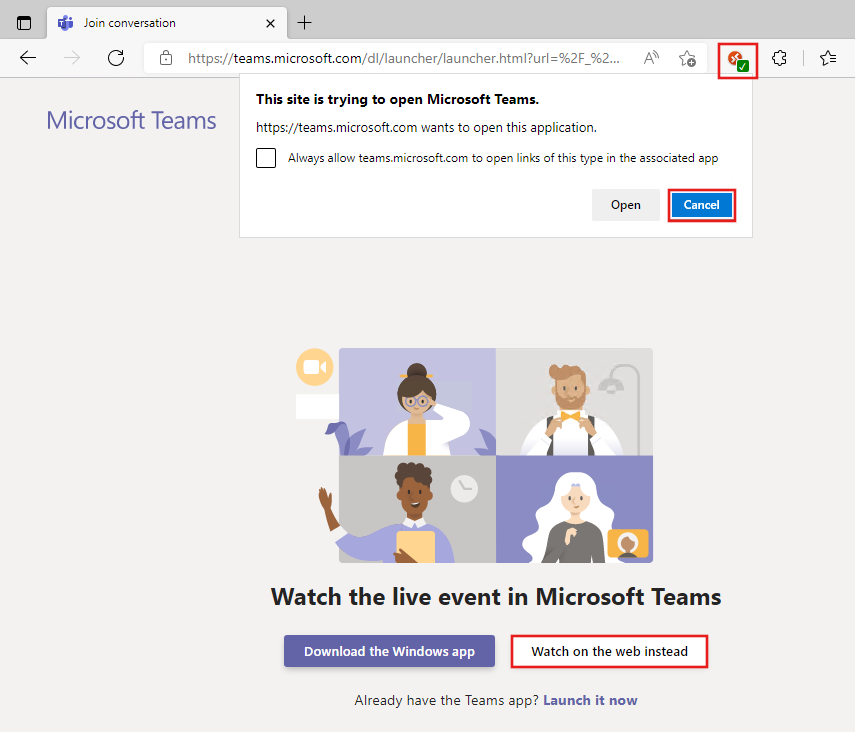 Join conversation
https://teams.microsoft.com/dl/launcher/launcher.html?url=%2F_%2...
This site is trying to open Microsoft Teams.
Microsoft Teams
https://teams.microsoft.com wants to open this application.
Always allow teams.microsoft.com to open links of this type in the associated app
Open
Cancel
Watch the live event in Microsoft Teams
Download the Windows app
Watch on the web instead
Already have the Teams app? Launch it now